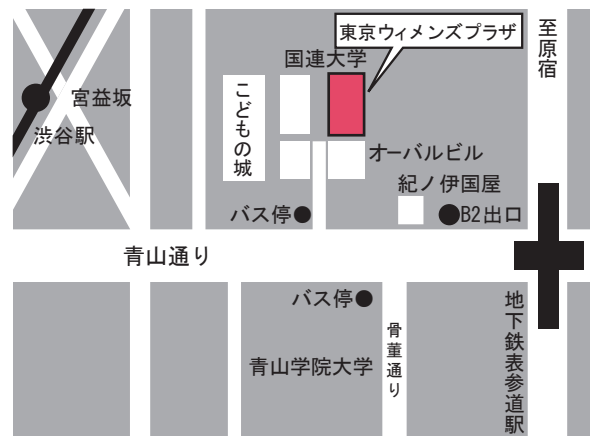 東京ウィメンズプラザ
至原宿
国連大学
宮益坂
渋谷駅
こどもの城
オーバルビル
紀ノ伊国屋
B2出口
バス停
青山通り
バス停
地下鉄表参道駅
骨董通り
青山学院大学